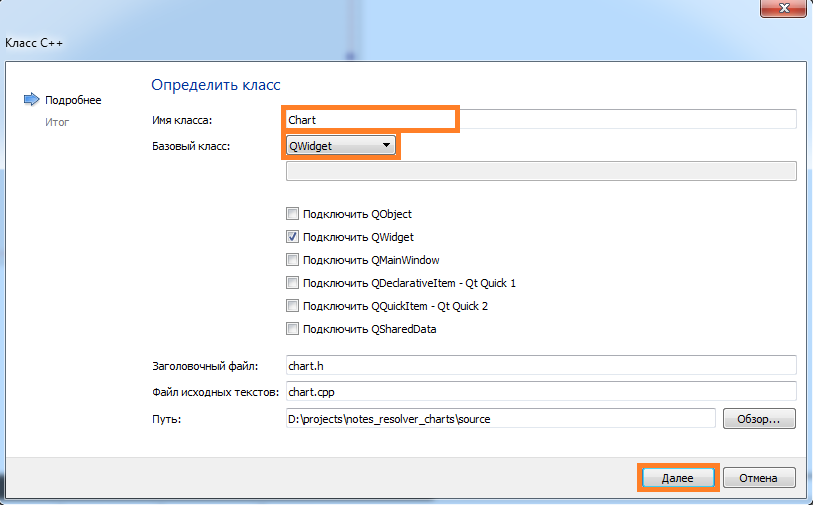 Класс C++
Подробнее
Итог
Определить класс
Имя класса: Chart
Базовый класс: QWidget
Подключить QObject
Подключить QWidget
Подключить QMainWindow
Подключить QDeclarativeItem - Qt Quick 1
Подключить QQuickItem - Qt Quick 2
Подключить QSharedData
Заголовочный файл: chart.h
Файл исходных текстов: chart.cpp
Путь: D:\projects\notes_resolver_charts\source Обзор...
Далее Отмена